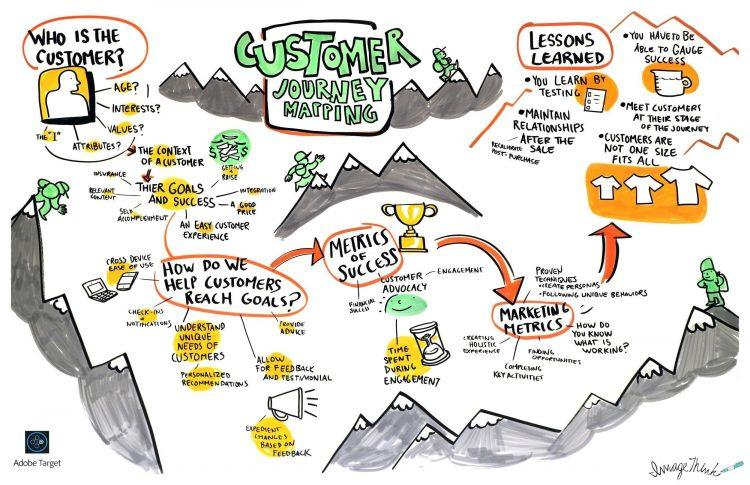 CUSTOMER
JOURNEY
MAPPING
WHO IS THE
CUSTOMER?
AGE?
INTERESTS?
VALUES?
THE "I"
ATTRIBUTES?
THE CONTEXT
OF A CUSTOMER
GETTING
A RAISE
INSURANCE
THIER GOALS
AND SUCCESS
RELEVANT
CONTENT
INTEGRATION
A GOOD
PRICE
SELF
ACCOMPLISHMENT
AN EASY CUSTOMER
EXPERIENCE
CROSS DEVICE
EASE OF USE
HOW DO WE
HELP CUSTOMERS
REACH GOALS?
CHECK-INS +
NOTIFICATIONS
UNDERSTAND
UNIQUE
NEEDS OF
CUSTOMERS
PERSONALIZED
RECOMMENDATIONS
PROVIDE
ADVICE
ALLOW
FOR FEEDBACK
AND TESTIMONIAL
EXPEDIENT
CHANGES
BASED ON
FEEDBACK
METRICS
OF
SUCCESS
FINANCIAL
SUCCESS
CUSTOMER
ADVOCACY
ENGAGEMENT
TIME
SPENT
DURING
ENGAGEMENT
MARKETING
METRICS
PROVEN
TECHNIQUES
• CREATE PERSONAS
• FOLLOWING UNIQUE BEHAVIORS
HOW DO
YOU KNOW
WHAT IS
WORKING?
CREATING
HOLISTIC
EXPERIENCE
FINDING
OPPORTUNITIES
COMPLETING
KEY ACTIVITIES
LESSONS
LEARNED
• YOU LEARN BY
TESTING
• MAINTAIN
RELATIONSHIPS
AFTER THE
SALE
RECALIBRATE
POST-PURCHASE
• YOU HAVE TO BE
ABLE TO GAUGE
SUCCESS
• MEET CUSTOMERS
AT THEIR STAGE
OF THE JOURNEY
• CUSTOMERS ARE
NOT ONE SIZE
FITS ALL
Adobe Target
ImageThink